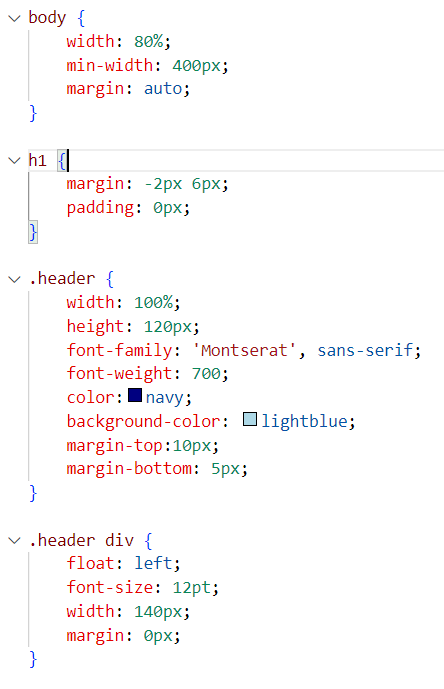 body {
    width: 80%;
    min-width: 400px;
    margin: auto;
}

h1 {
    margin: -2px 6px;
    padding: 0px;
}

.header {
    width: 100%;
    height: 120px;
    font-family: 'Montserat', sans-serif;
    font-weight: 700;
    color: navy;
    background-color: lightblue;
    margin-top:10px;
    margin-bottom: 5px;
}

.header div {
    float: left;
    font-size: 12pt;
    width: 140px;
    margin: 0px;
}